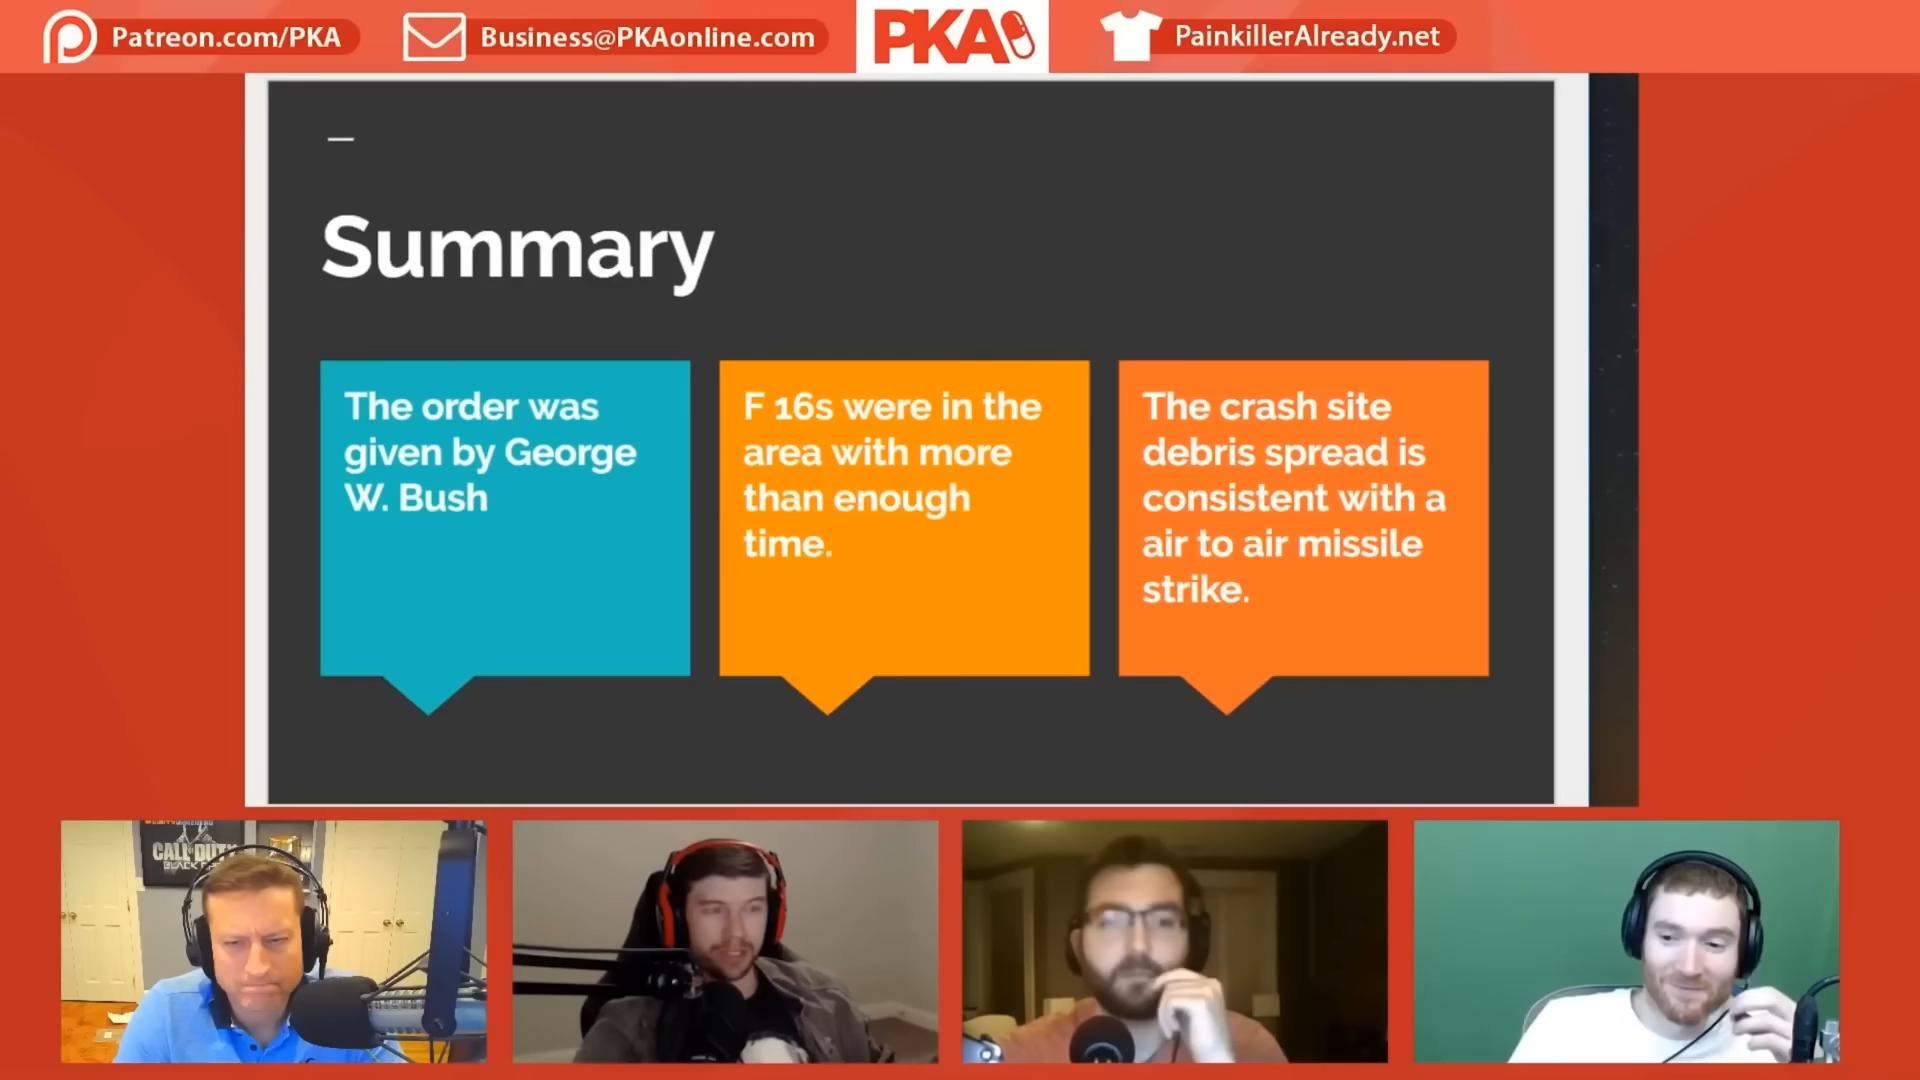 Patreon.com/PKA
Business@PKAonline.com
PKA
PainkillerAlready.net
Summary
The order was
given by George
W. Bush
F 16s were in the
area with more
than enough
time.
The crash site
debris spread is
consistent with a
air to air missile
strike.
CALL DUTY
BLACK